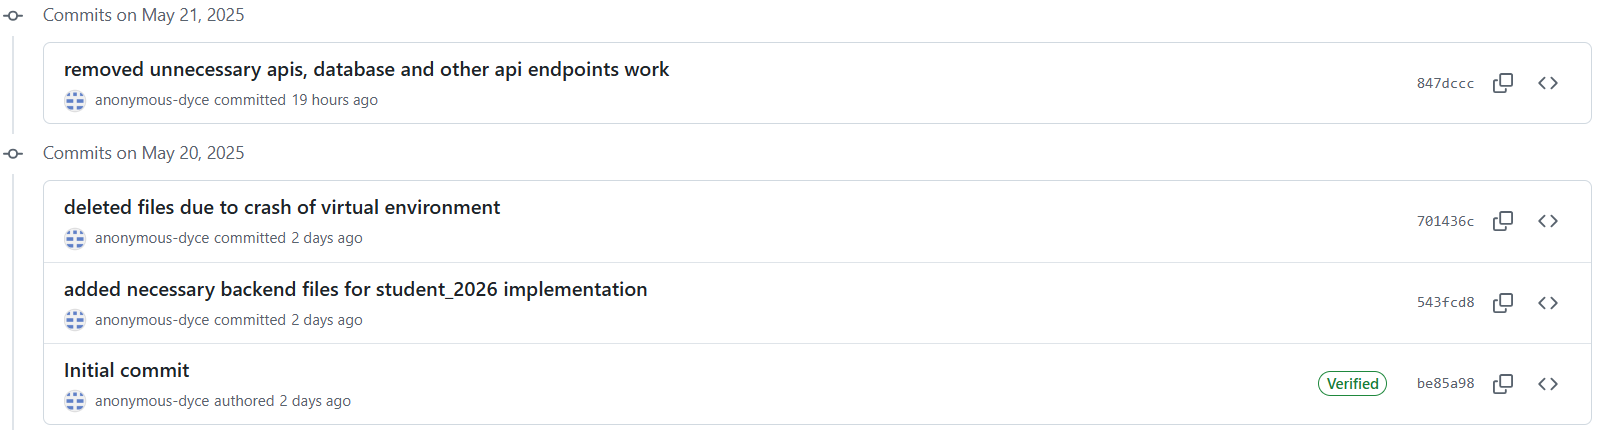 Commits on May 21, 2025
removed unnecessary apis, database and other api endpoints work
anonymous-dyce committed 19 hours ago
847dccc
Commits on May 20, 2025
deleted files due to crash of virtual environment
anonymous-dyce committed 2 days ago
701436c
added necessary backend files for student_2026 implementation
anonymous-dyce committed 2 days ago
543fcd8
Initial commit
anonymous-dyce authored 2 days ago
Verified
be85a98